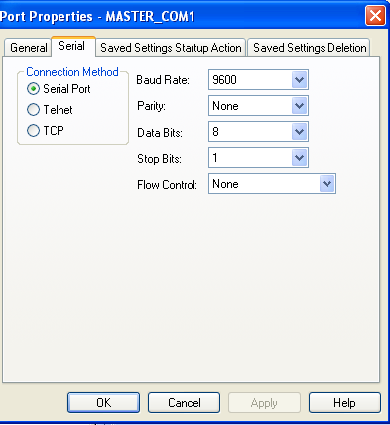 Port Properties - MASTER_COM1
General Serial Saved Settings Startup Action Saved Settings Deletion
Connection Method
Serial Port
Telnet
TCP
Baud Rate: 9600
Parity: None
Data Bits: 8
Stop Bits: 1
Flow Control: None
OK Cancel Apply Help